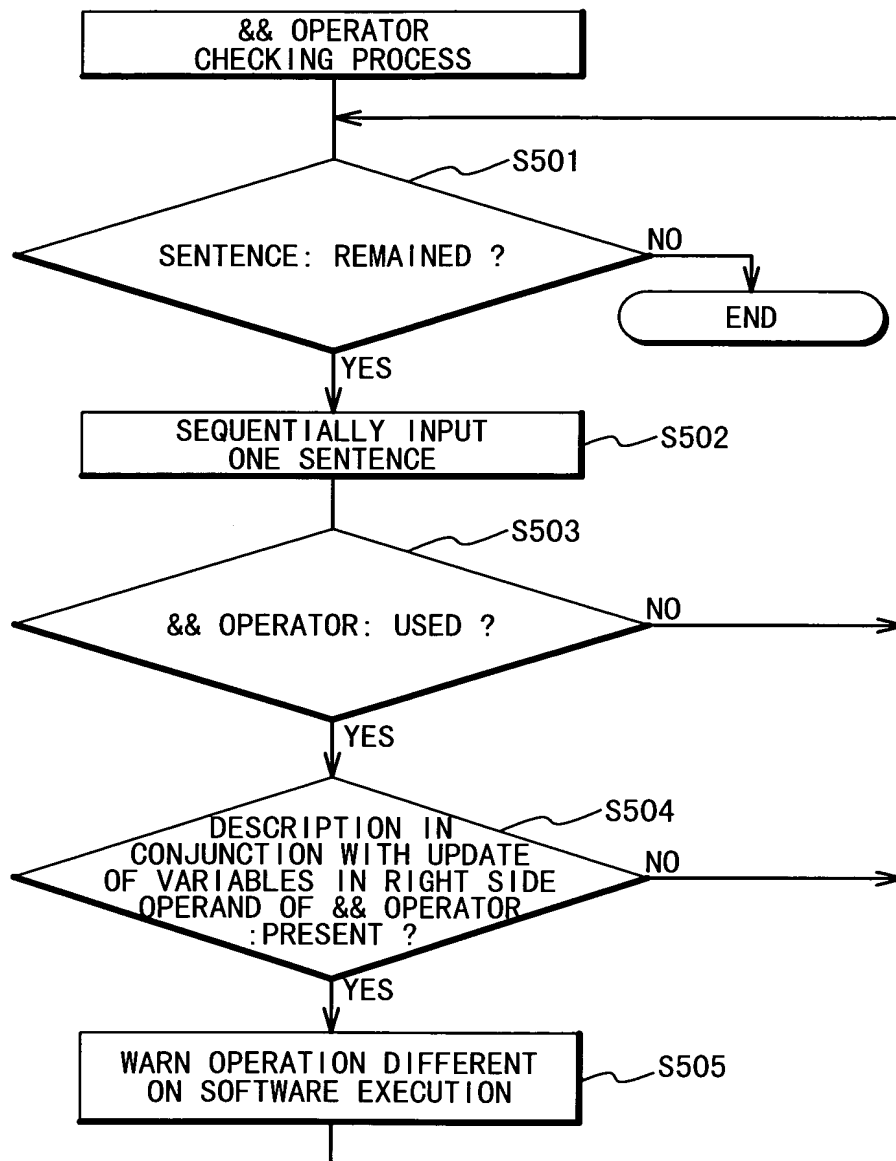 && OPERATOR
CHECKING PROCESS
S501
SENTENCE: REMAINED ?
NO
END
YES
SEQUENTIALLY INPUT
ONE SENTENCE
S502
S503
&& OPERATOR: USED ?
NO
YES
S504
DESCRIPTION IN
CONJUNCTION WITH UPDATE
OF VARIABLES IN RIGHT SIDE
OPERAND OF && OPERATOR
:PRESENT ?
NO
YES
WARN OPERATION DIFFERENT
ON SOFTWARE EXECUTION
S505